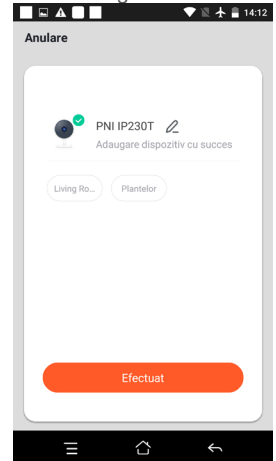 14:12
Anulare
PNI IP230T
Adaugare dispozitiv cu succes
Living Ro... Plantelor
Efectuat